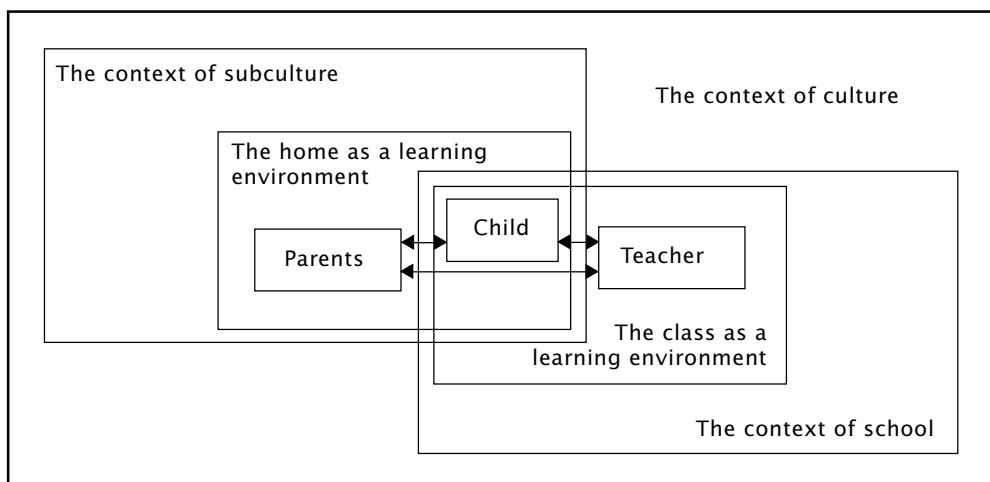 The context of subculture
The context of culture
The home as a learning
environment
Child
Parents
Teacher
The class as a
learning environment
The context of school